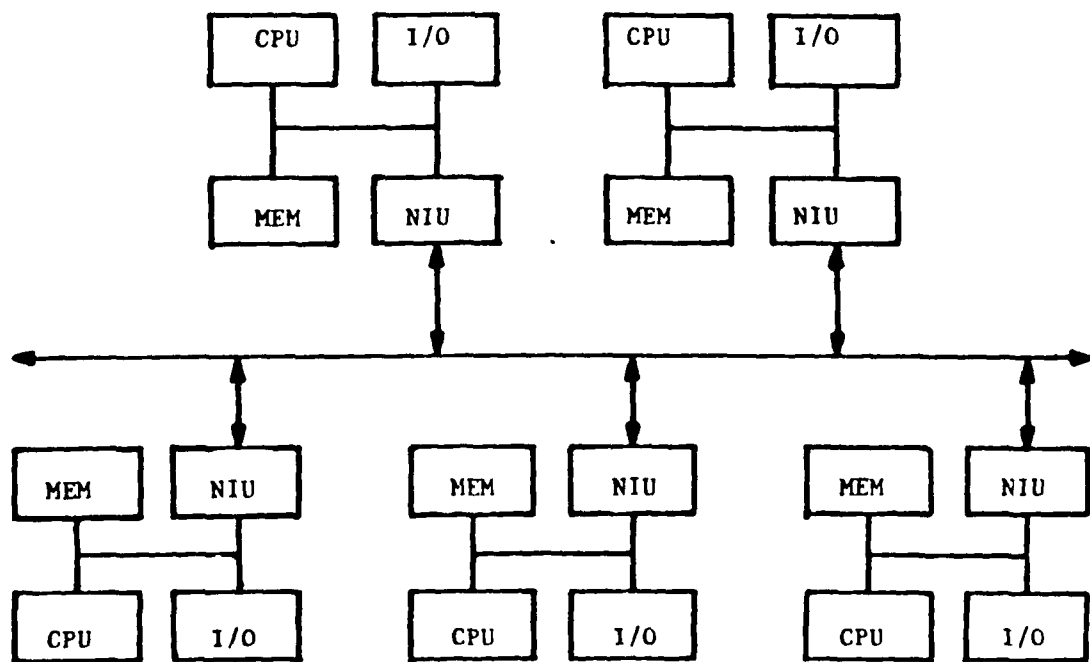 CPU I/O CPU I/O
MEM NIU MEM NIU
MEM NIU MEM NIU MEM NIU
CPU I/O CPU I/O CPU I/O